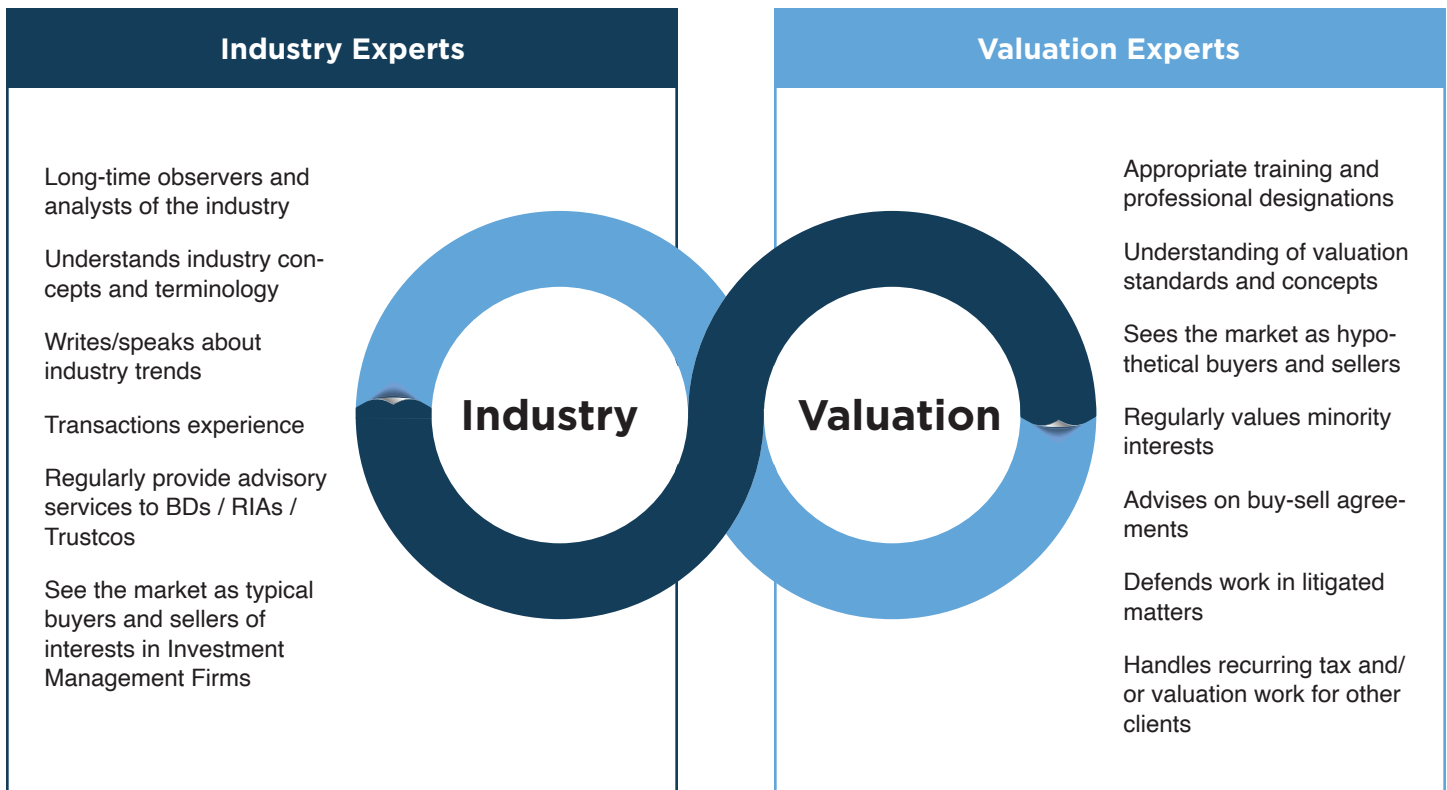 Industry Experts
Long-time observers and
analysts of the industry
Understands industry con-
cepts and terminology
Writes/speaks about
industry trends
Transactions experience
Regularly provide advisory
services to BDs / RIAs /
Trustcos
See the market as typical
buyers and sellers of
interests in Investment
Management Firms
Industry
Valuation
Valuation Experts
Appropriate training and
professional designations
Understanding of valuation
standards and concepts
Sees the market as hypo-
thetical buyers and sellers
Regularly values minority
interests
Advises on buy-sell agree-
ments
Defends work in litigated
matters
Handles recurring tax and/
or valuation work for other
clients